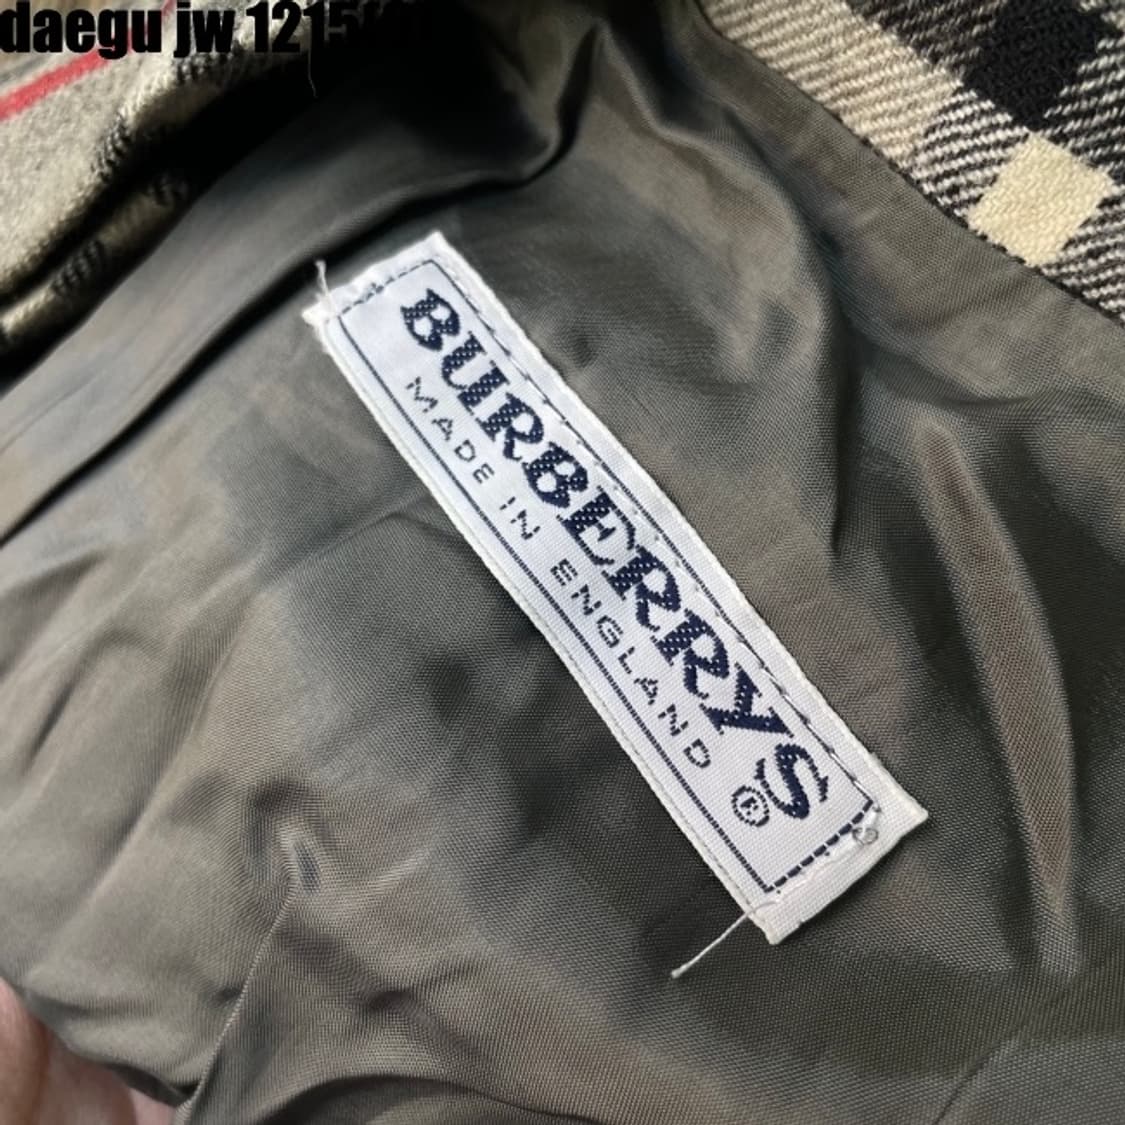 daegu jw 1215
BURBERRYS
MADE IN ENGLAND
®